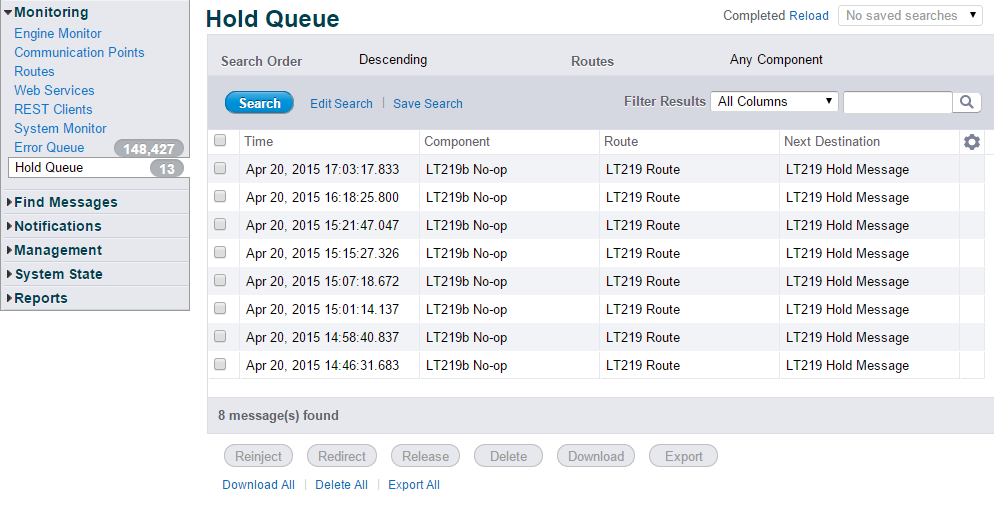 Monitoring
Engine Monitor
Communication Points
Routes
Web Services
REST Clients
System Monitor
Error Queue 148,427
Hold Queue 13
Find Messages
Notifications
Management
System State
Reports
Hold Queue
Completed Reload No saved searches
Search Order Descending Routes Any Component
Search Edit Search Save Search Filter Results All Columns
Time Component Route Next Destination
Apr 20, 2015 17:03:17.833 LT219b No-op LT219 Route LT219 Hold Message
Apr 20, 2015 16:18:25.800 LT219b No-op LT219 Route LT219 Hold Message
Apr 20, 2015 15:21:47.047 LT219b No-op LT219 Route LT219 Hold Message
Apr 20, 2015 15:15:27.326 LT219b No-op LT219 Route LT219 Hold Message
Apr 20, 2015 15:07:18.672 LT219b No-op LT219 Route LT219 Hold Message
Apr 20, 2015 15:01:14.137 LT219b No-op LT219 Route LT219 Hold Message
Apr 20, 2015 14:58:40.837 LT219b No-op LT219 Route LT219 Hold Message
Apr 20, 2015 14:46:31.683 LT219b No-op LT219 Route LT219 Hold Message
8 message(s) found
Reinject Redirect Release Delete Download Export
Download All Delete All Export All